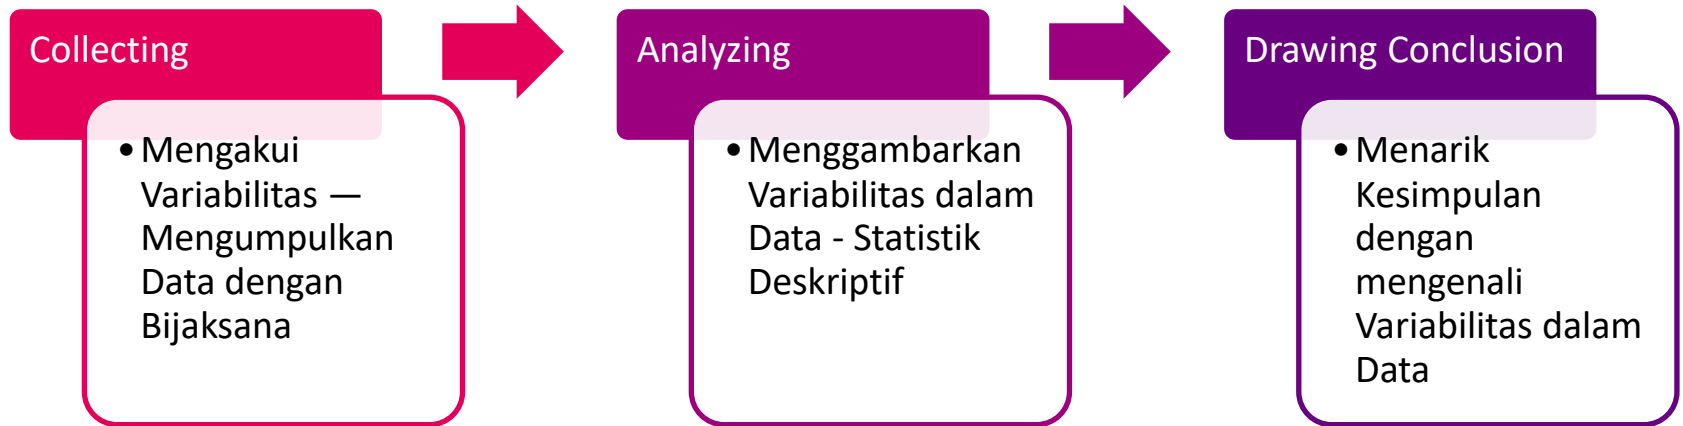 Collecting
• Mengakui
Variabilitas —
Mengumpulkan
Data dengan
Bijaksana
Analyzing
• Menggambarkan
Variabilitas dalam
Data - Statistik
Deskriptif
Drawing Conclusion
• Menarik
Kesimpulan
dengan
mengenali
Variabilitas dalam
Data